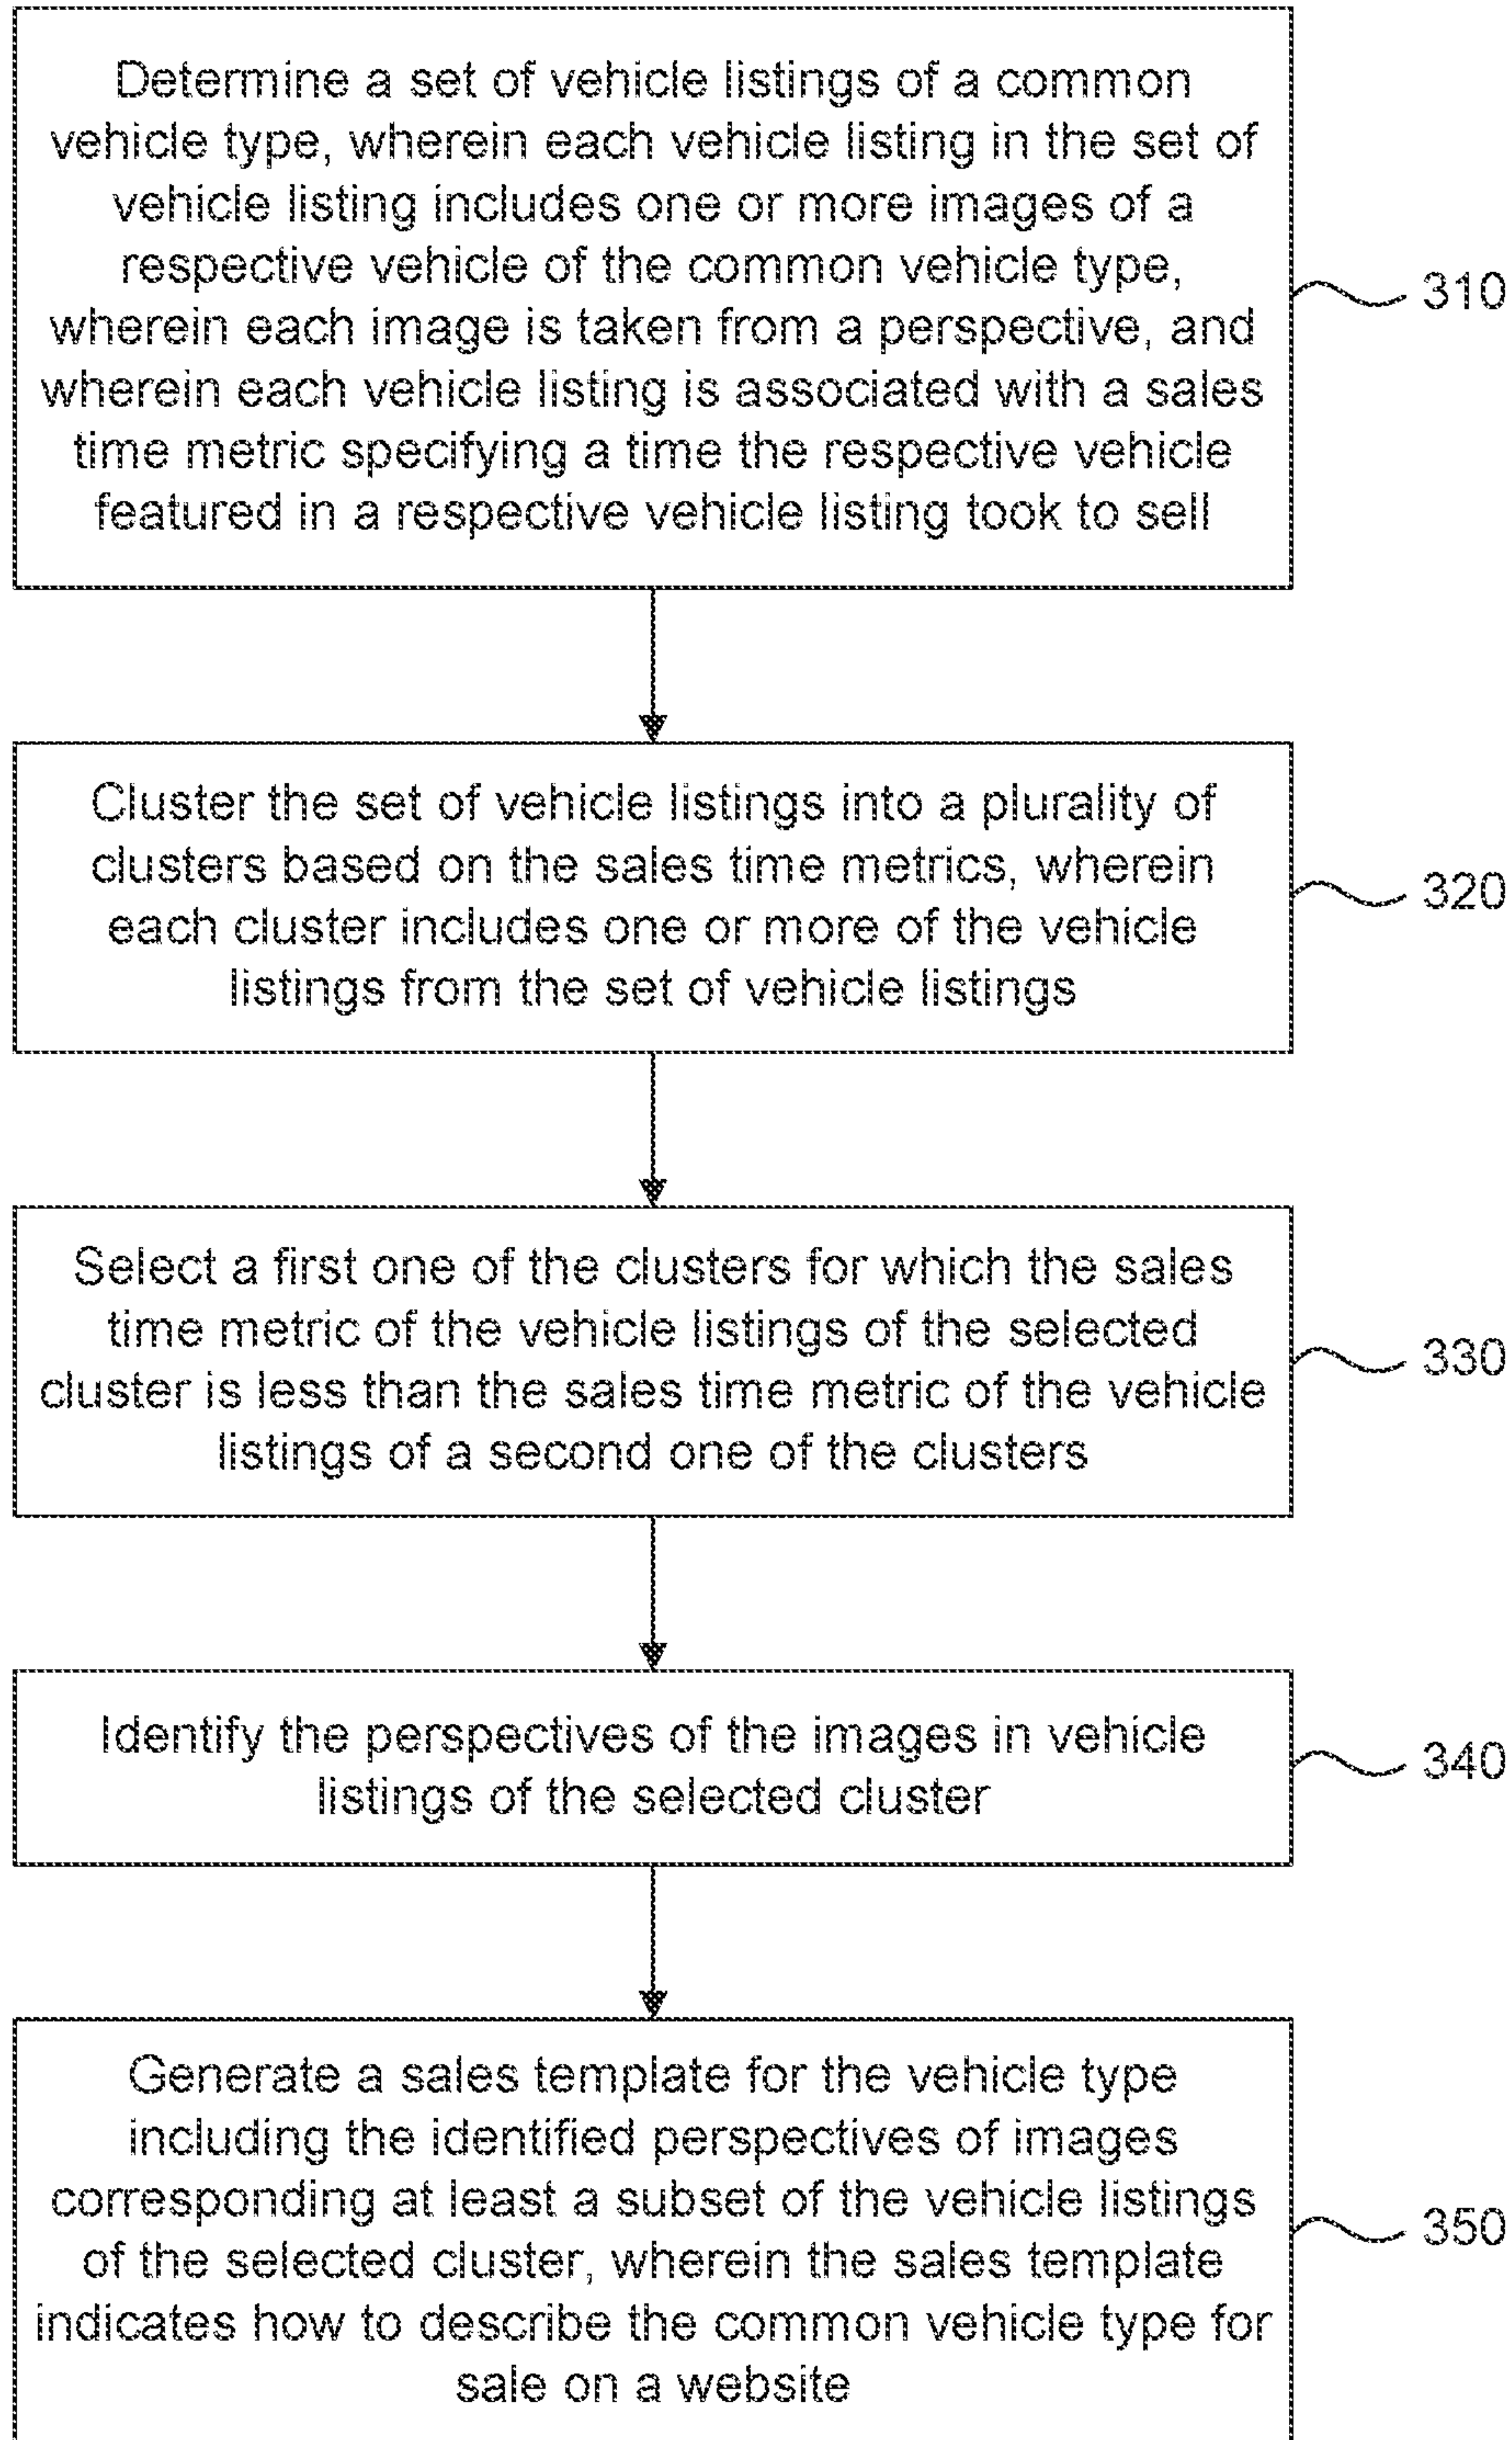 Determine a set of vehicle listings of a common
vehicle type, wherein each vehicle listing in the set of
vehicle listing includes one or more images of a
respective vehicle of the common vehicle type,
wherein each image is taken from a perspective, and
wherein each vehicle listing is associated with a sales
time metric specifying a time the respective vehicle
featured in a respective vehicle listing took to sell
310
Cluster the set of vehicle listings into a plurality of
clusters based on the sales time metrics, wherein
each cluster includes one or more of the vehicle
listings from the set of vehicle listings
320
Select a first one of the clusters for which the sales
time metric of the vehicle listings of the selected
cluster is less than the sales time metric of the vehicle
listings of a second one of the clusters
330
Identify the perspectives of the images in vehicle
listings of the selected cluster
340
Generate a sales template for the vehicle type
including the identified perspectives of images
corresponding at least a subset of the vehicle listings
of the selected cluster, wherein the sales template
indicates how to describe the common vehicle type for
sale on a website
350